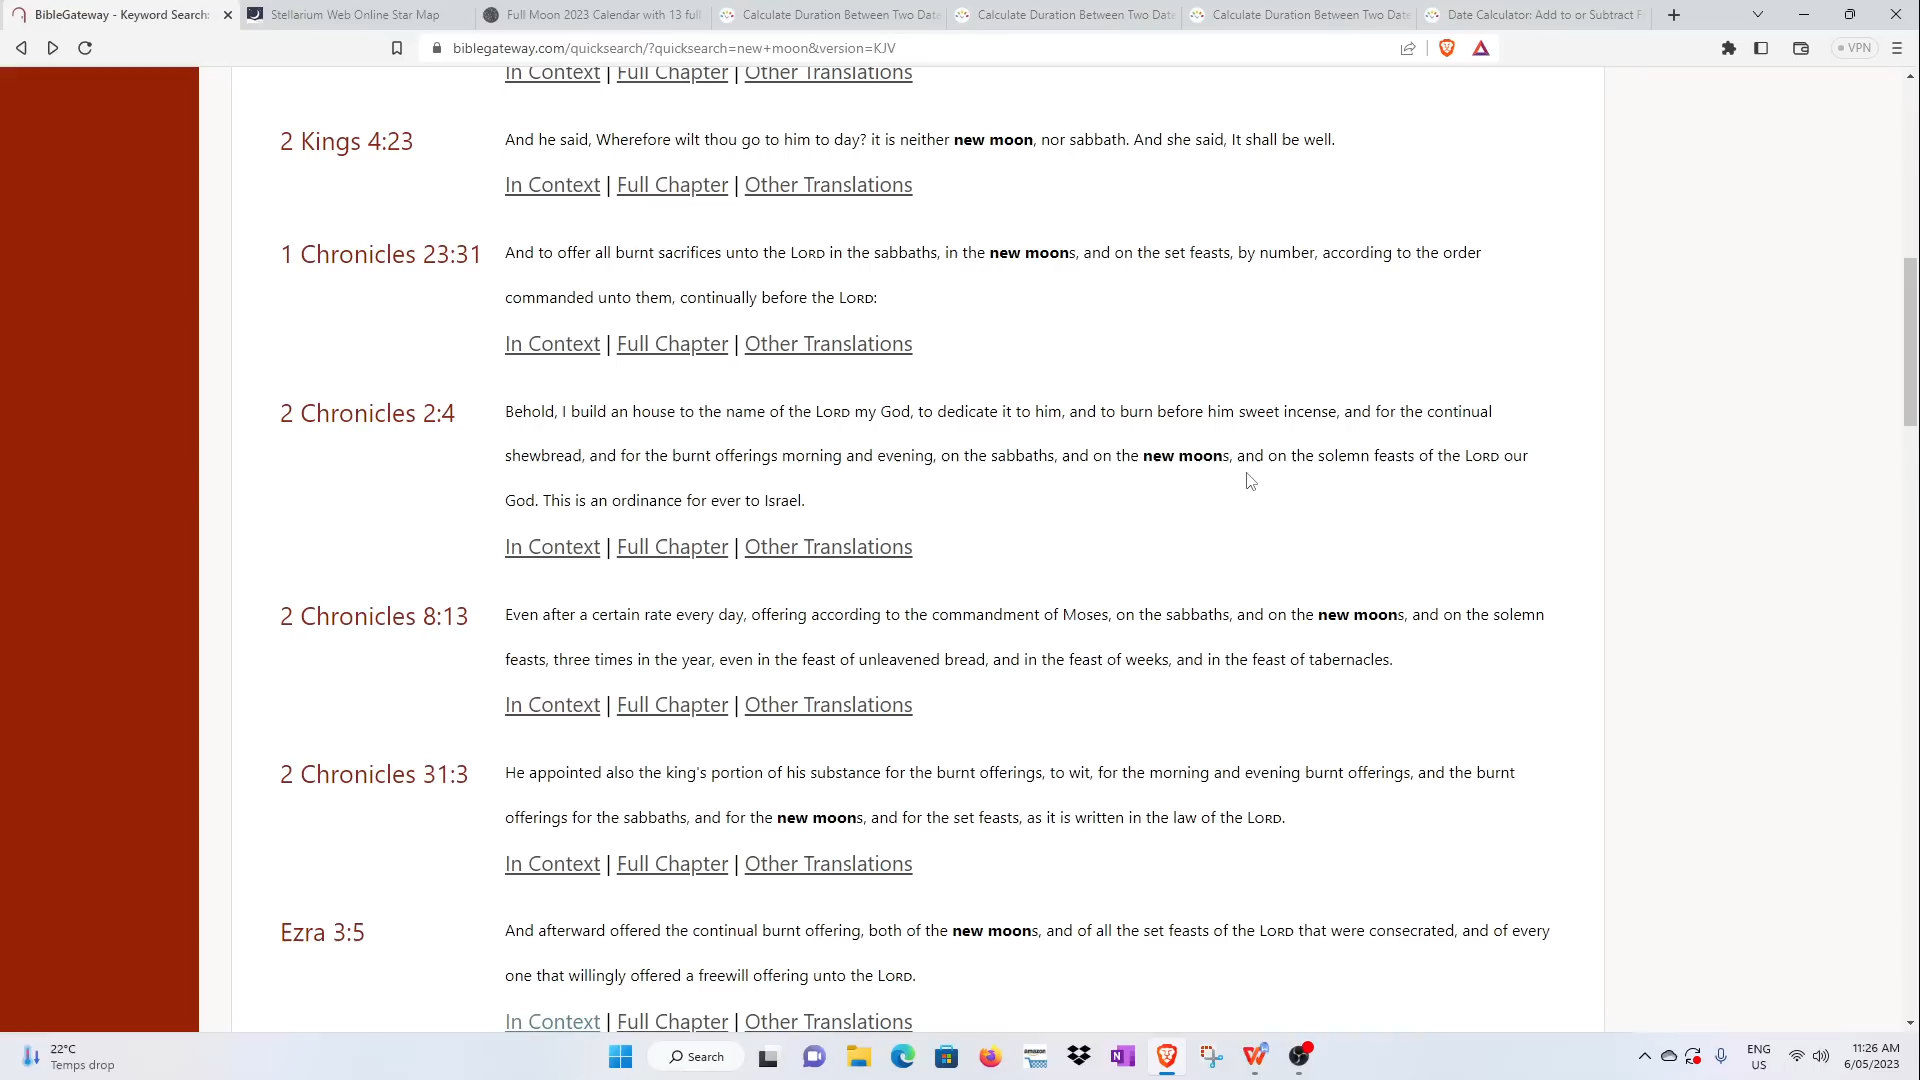 BibleGateway - Keyword Search:
Stellarium Web Online Star Map
Full Moon 2023 Calendar with 13 full
Calculate Duration Between Two Date
Calculate Duration Between Two Date
Calculate Duration Between Two Date
Date Calculator: Add to or Subtract F
biblegateway.com/quicksearch/?quicksearch=new+moon&version=KJV
VPN
In Context | Full Chapter | Other Translations
2 Kings 4:23
And he said, Wherefore wilt thou go to him to day? it is neither new moon, nor sabbath. And she said, It shall be well.
In Context | Full Chapter | Other Translations
1 Chronicles 23:31
And to offer all burnt sacrifices unto the LORD in the sabbaths, in the new moons, and on the set feasts, by number, according to the order
commanded unto them, continually before the LORD:
In Context | Full Chapter | Other Translations
2 Chronicles 2:4
Behold, I build an house to the name of the LORD my God, to dedicate it to him, and to burn before him sweet incense, and for the continual
shewbread, and for the burnt offerings morning and evening, on the sabbaths, and on the new moons, and on the solemn feasts of the LORD our
God. This is an ordinance for ever to Israel.
In Context | Full Chapter | Other Translations
2 Chronicles 8:13
Even after a certain rate every day, offering according to the commandment of Moses, on the sabbaths, and on the new moons, and on the solemn
feasts, three times in the year, even in the feast of unleavened bread, and in the feast of weeks, and in the feast of tabernacles.
In Context | Full Chapter | Other Translations
2 Chronicles 31:3
He appointed also the king's portion of his substance for the burnt offerings, to wit, for the morning and evening burnt offerings, and the burnt
offerings for the sabbaths, and for the new moons, and for the set feasts, as it is written in the law of the LORD.
In Context | Full Chapter | Other Translations
Ezra 3:5
And afterward offered the continual burnt offering, both of the new moons, and of all the set feasts of the LORD that were consecrated, and of every
one that willingly offered a freewill offering unto the LORD.
In Context | Full Chapter | Other Translations
22°C
Temps drop
Search
amazon
ENG
US
11:26 AM
6/05/2023